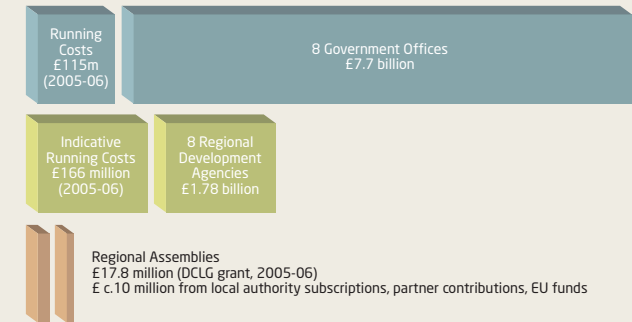 Running
Costs
£115m
(2005-06)
8 Government Offices
£7.7 billion
Indicative
Running Costs
£166 million
(2005-06)
8 Regional
Development
Agencies
£1.78 billion
Regional Assemblies
£17.8 million (DCLG grant, 2005-06)
£ c.10 million from local authority subscriptions, partner contributions, EU funds